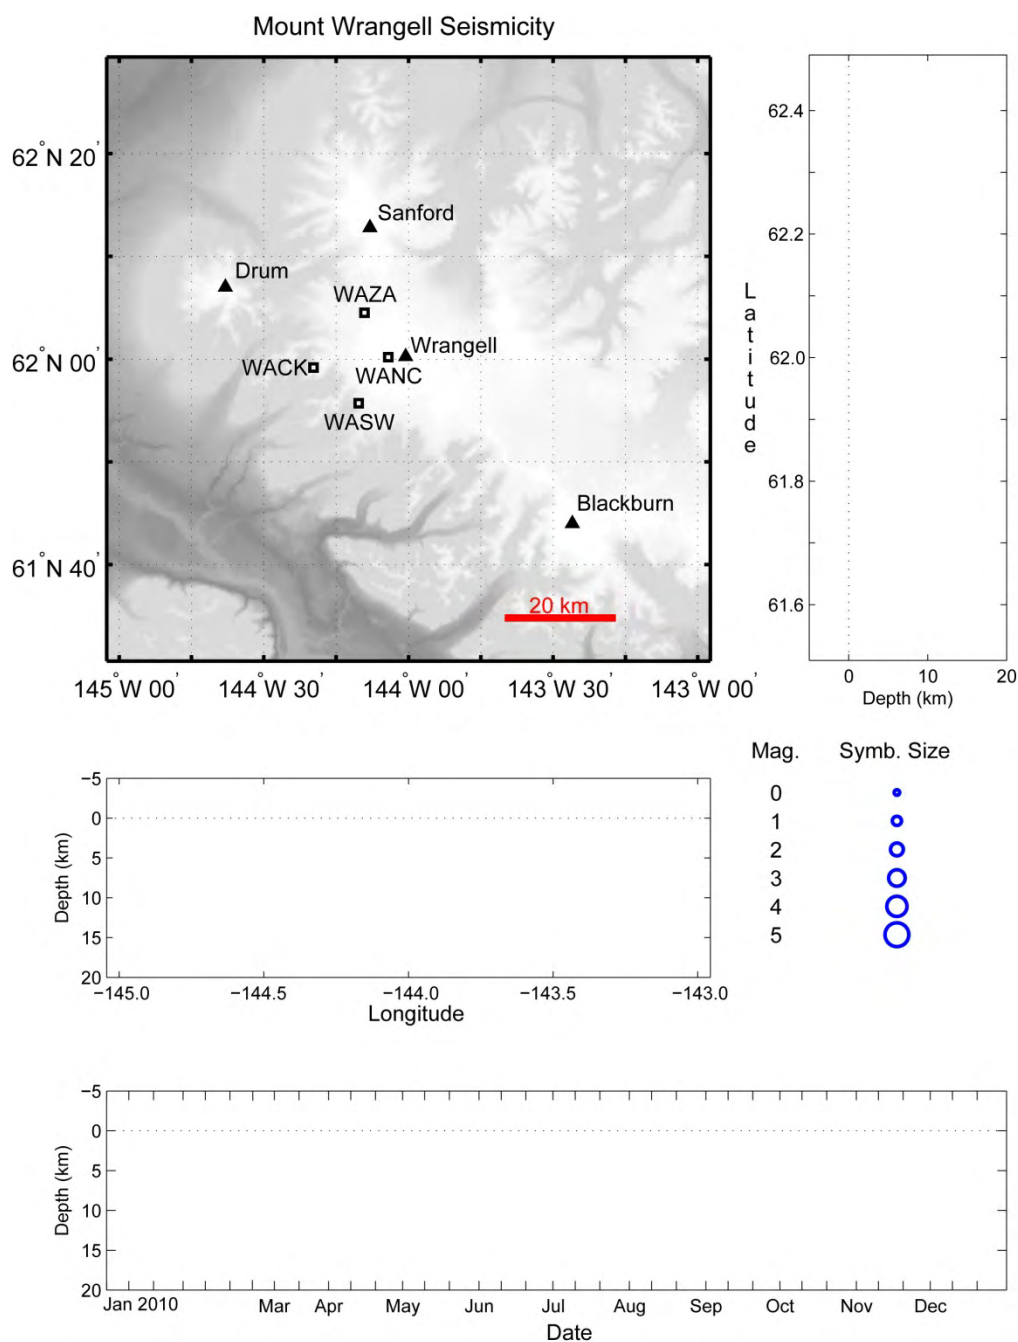 Mount Wrangell Seismicity
62°N 20'
62°N 00'
61°N 40'
Sanford
Drum
WAZA
Wrangell
WACK
WANC
WASW
Blackburn
20 km
145°W 00' 144°W 30' 144°W 00' 143°W 30' 143°W 00'
62.4
62.2
62.0
61.8
61.6
Latitude
0 10 20
Depth (km)
Mag. Symb. Size
0
1
2
3
4
5
−5
0
5
10
15
20
Depth (km)
−145.0 −144.5 −144.0 −143.5 −143.0
Longitude
−5
0
5
10
15
20
Depth (km)
Jan 2010 Mar Apr May Jun Jul Aug Sep Oct Nov Dec
Date